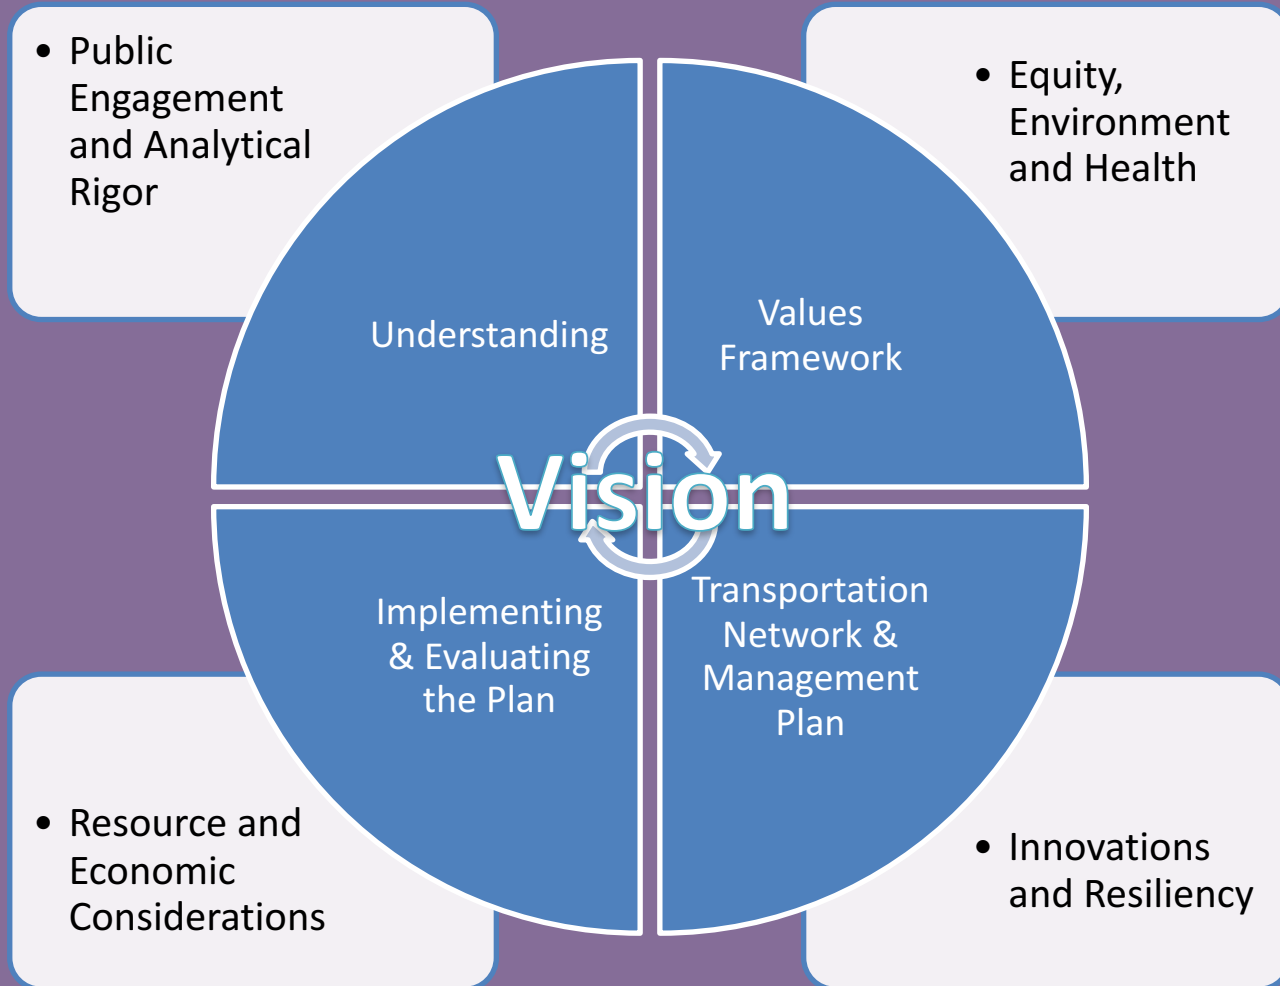 • Public
Engagement
and Analytical
Rigor
• Equity,
Environment
and Health
Understanding
Values
Framework
Vision
Implementing
& Evaluating
the Plan
Transportation
Network &
Management
Plan
• Resource and
Economic
Considerations
• Innovations
and Resiliency